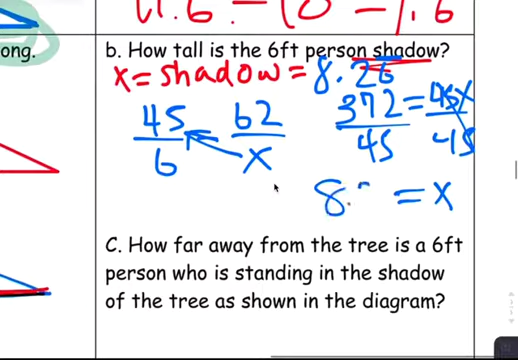 ong.
b. How tall is the 6ft person shadow?
x = shadow = 8.26
45/6 62/x 372/45 = 45x/45
8. = x
C. How far away from the tree is a 6ft
person who is standing in the shadow
of the tree as shown in the diagram?